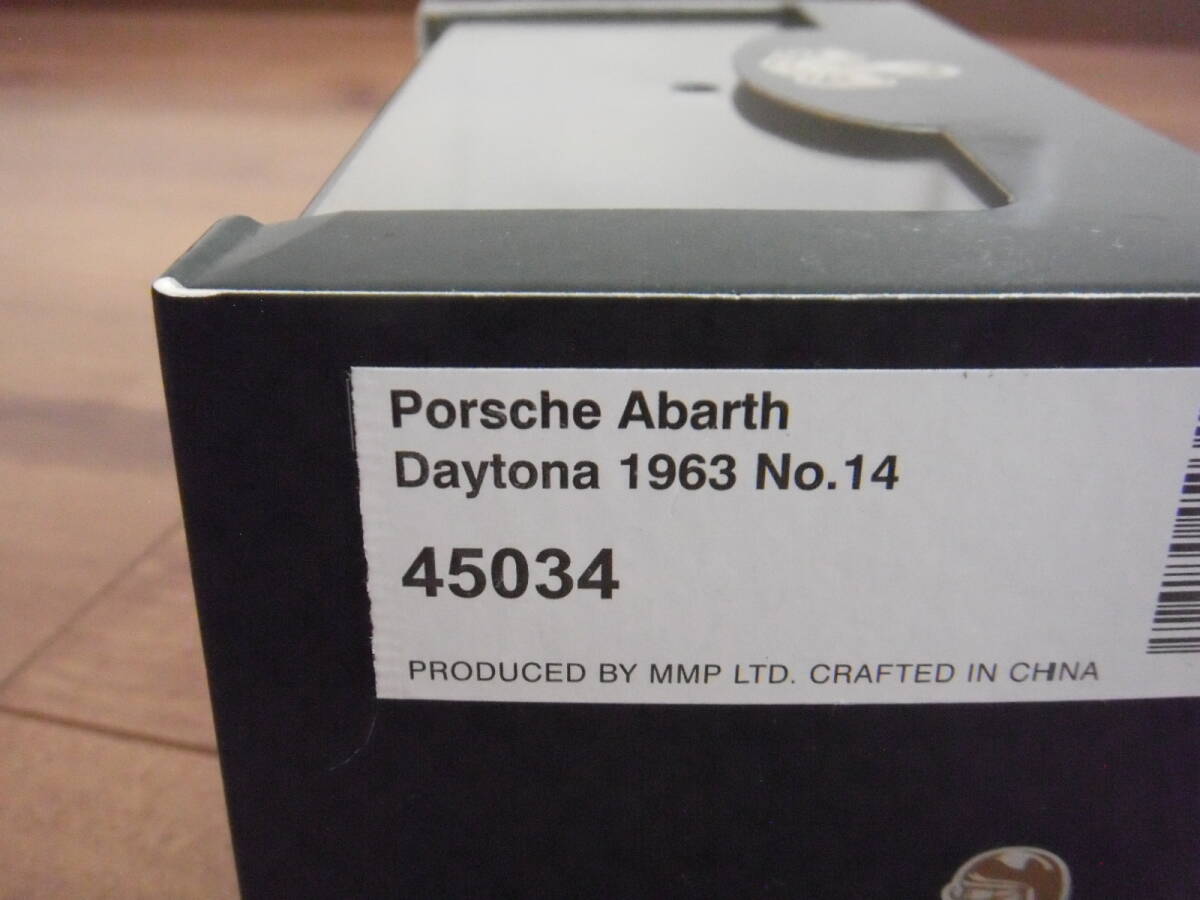 Porsche Abarth
Daytona 1963 No.14
45034
PRODUCED BY MMP LTD. CRAFTED IN CHINA